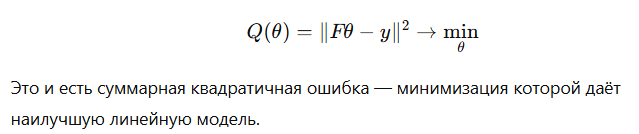 Q(θ) = ‖Fθ − y‖² → min θ
Это и есть суммарная квадратичная ошибка — минимизация которой даёт
наилучшую линейную модель.